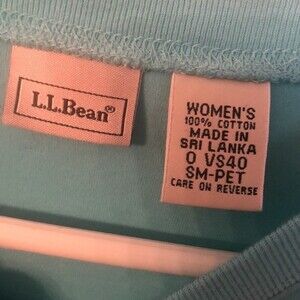 L.L.Bean®
WOMEN'S
100% COTTON
MADE IN
SRI LANKA
0 VS40
SM-PET
CARE ON REVERSE